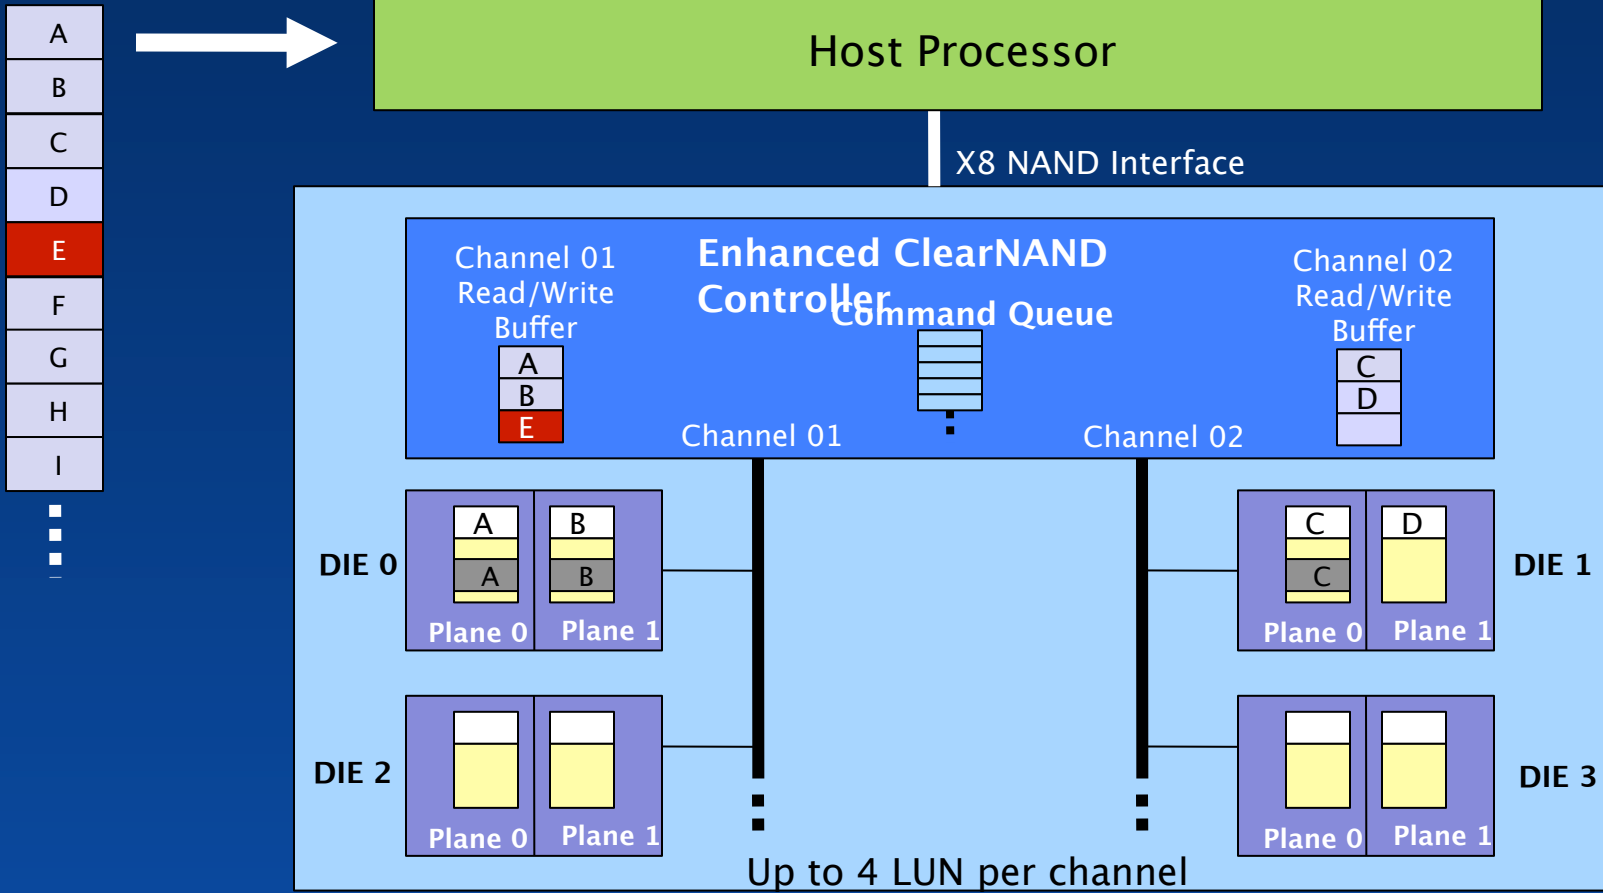 A
B
C
D
E
F
G
H
I
Host Processor
X8 NAND Interface
Enhanced ClearNAND
Controller
Command Queue
Channel 01
Read/Write
Buffer
A
B
E
Channel 02
Read/Write
Buffer
C
D
Channel 01
Channel 02
DIE 0
A
A
Plane 0
B
B
Plane 1
C
C
Plane 0
D
Plane 1
DIE 1
DIE 2
Plane 0
Plane 1
Plane 0
Plane 1
DIE 3
Up to 4 LUN per channel